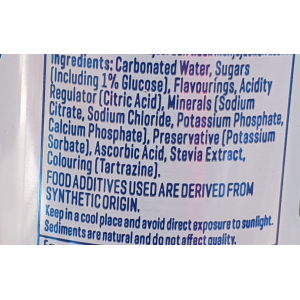 Ingredients: Carbonated Water, Sugars
(Including 1% Glucose), Flavourings, Acidity
Regulator (Citric Acid), Minerals (Sodium
Citrate, Sodium Chloride, Potassium Phosphate,
Calcium Phosphate), Preservative (Potassium
Sorbate), Ascorbic Acid, Stevia Extract,
Colouring (Tartrazine).
FOOD ADDITIVES USED ARE DERIVED FROM
SYNTHETIC ORIGIN.
Keep in a cool place and avoid direct exposure to sunlight.
Sediments are natural and do not affect quality.